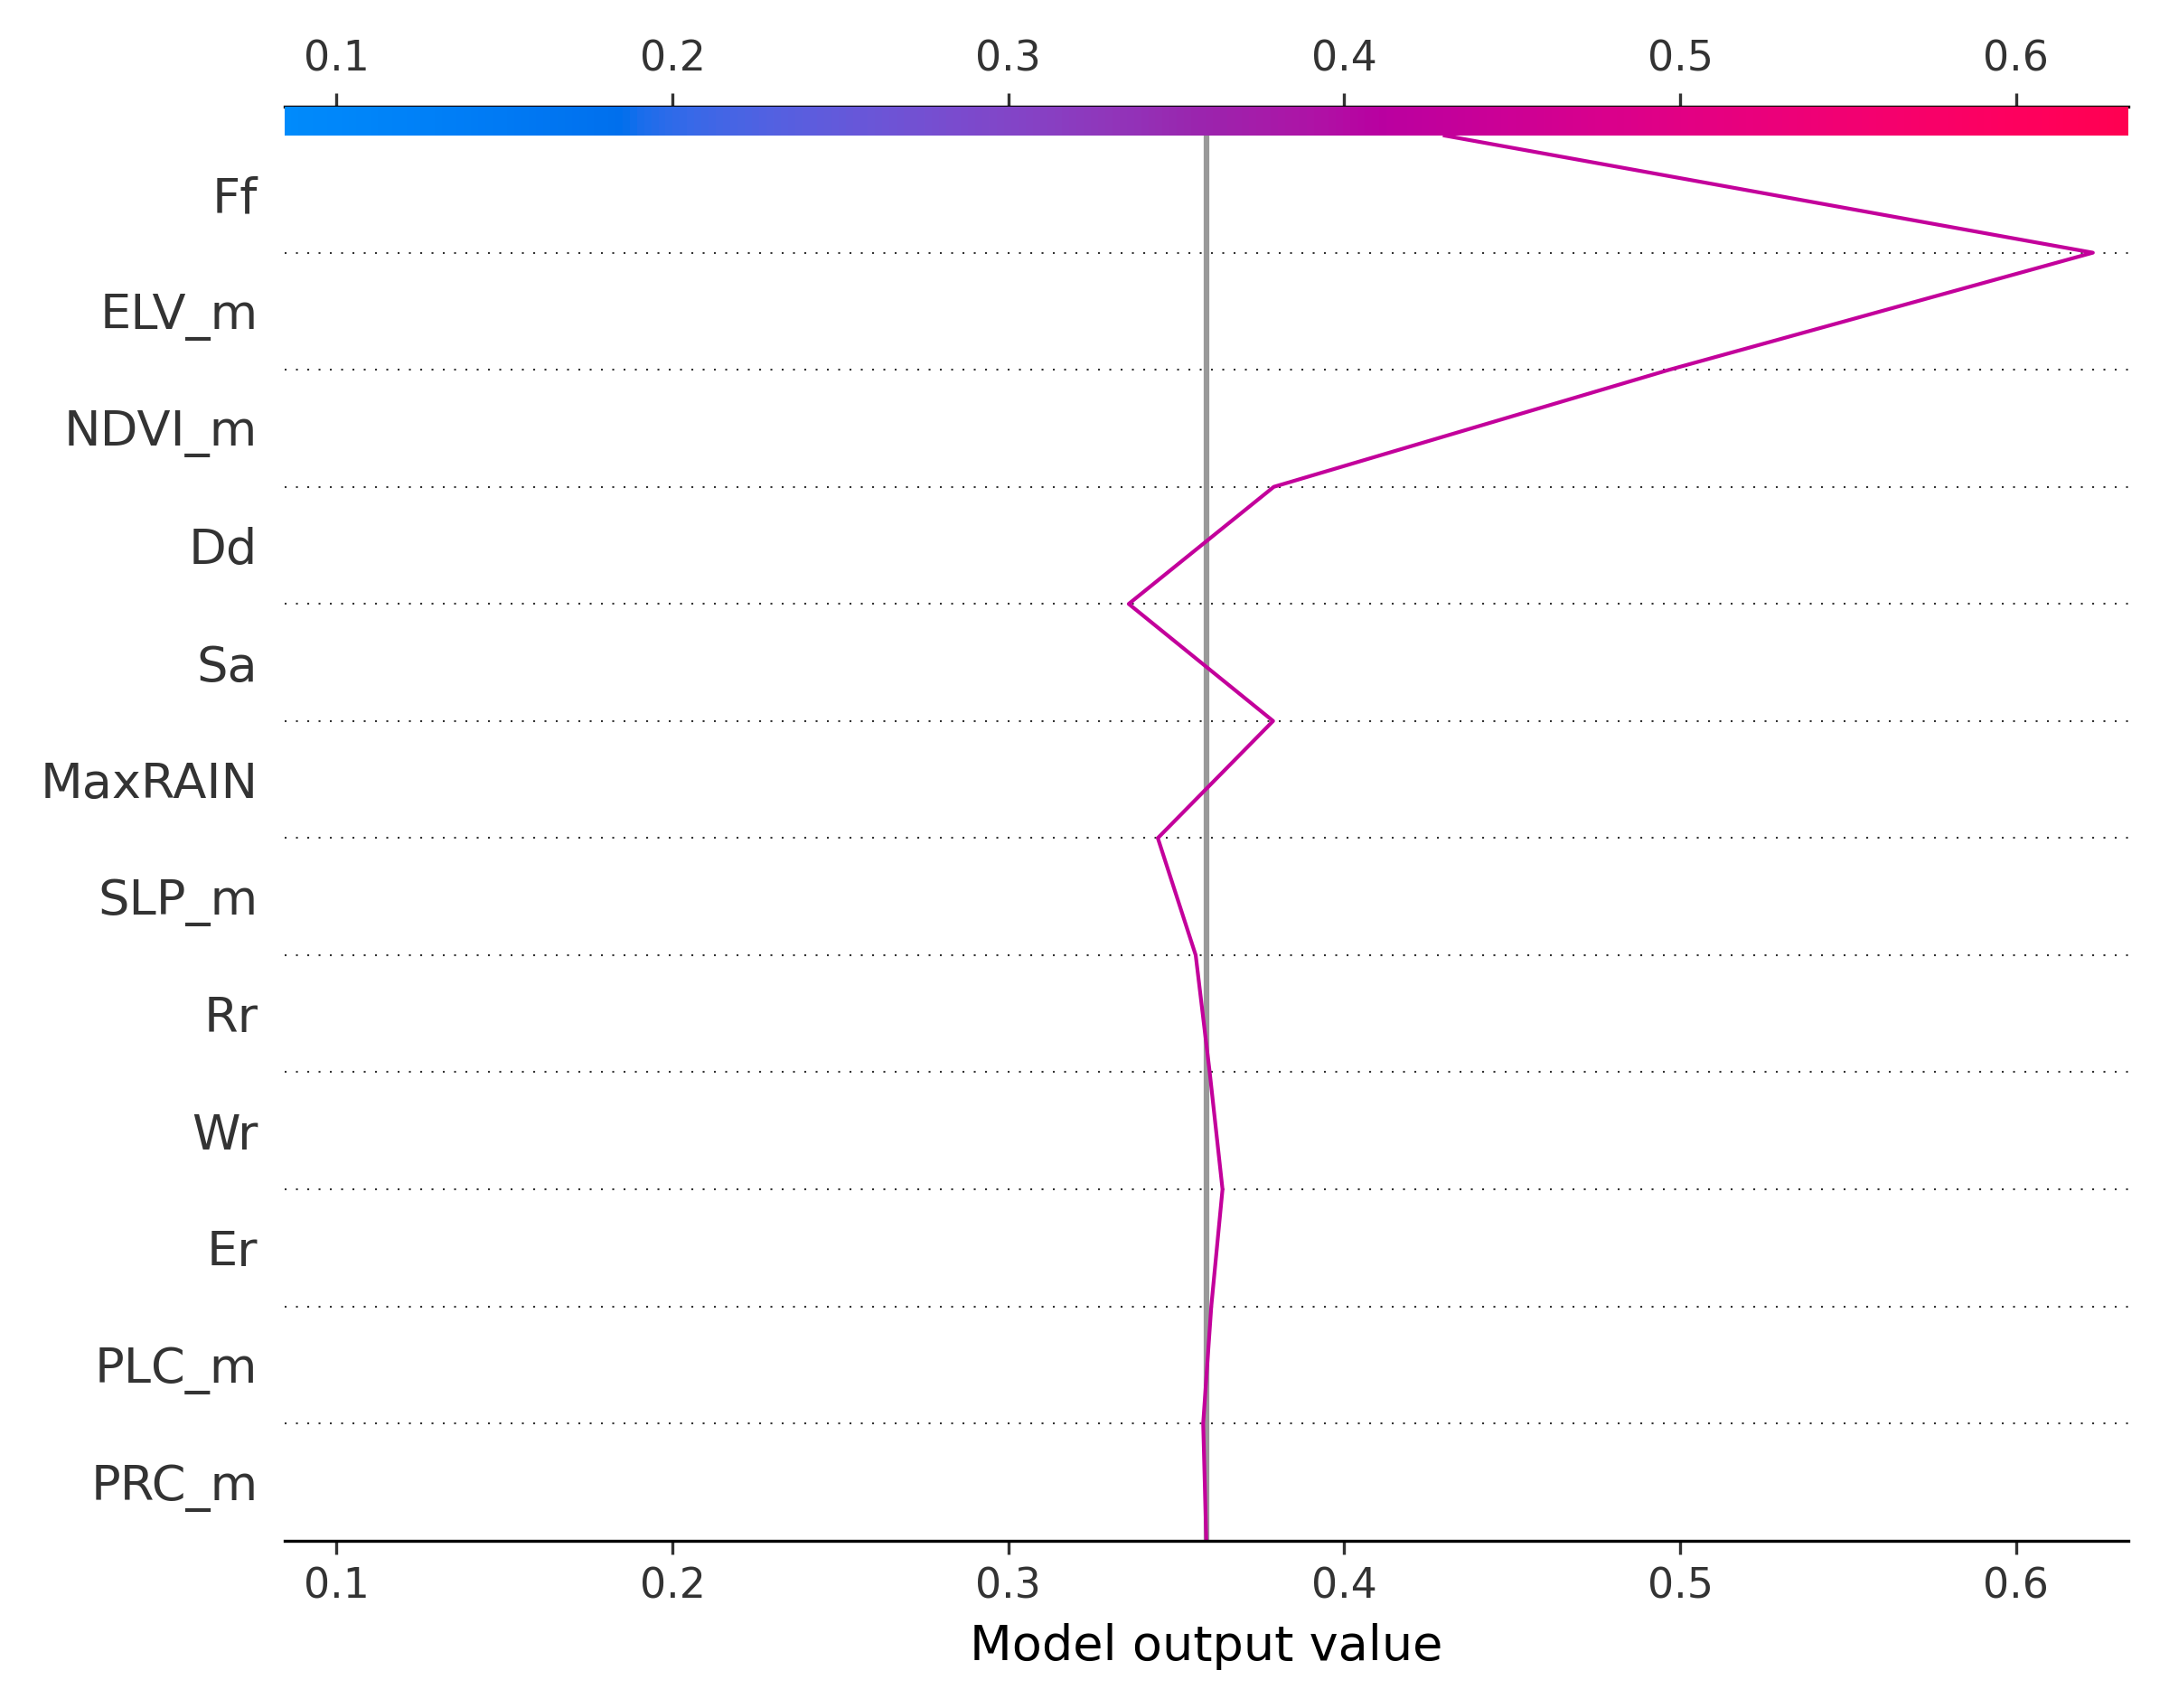 0.1 0.2 0.3 0.4 0.5 0.6
Ff
ELV_m
NDVI_m
Dd
Sa
MaxRAIN
SLP_m
Rr
Wr
Er
PLC_m
PRC_m
0.1 0.2 0.3 0.4 0.5 0.6
Model output value